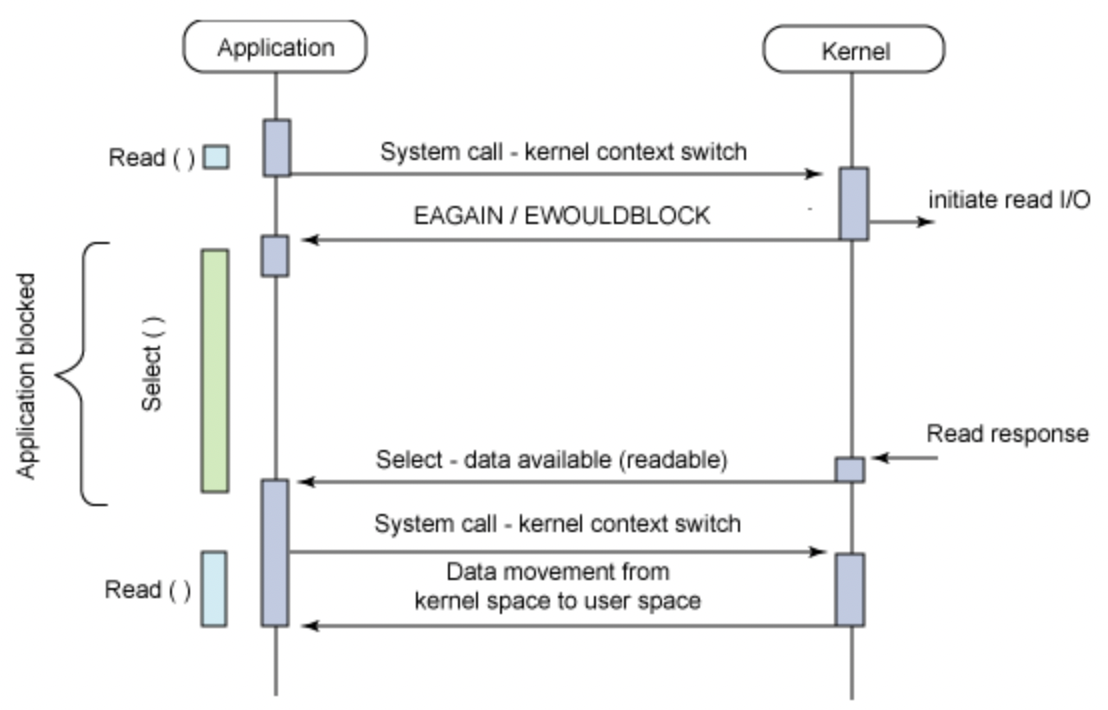 Application
Kernel
Read ( )
System call - kernel context switch
initiate read I/O
EAGAIN / EWOULDBLOCK
Application blocked
Select ( )
Read response
Select - data available (readable)
System call - kernel context switch
Read ( )
Data movement from
kernel space to user space